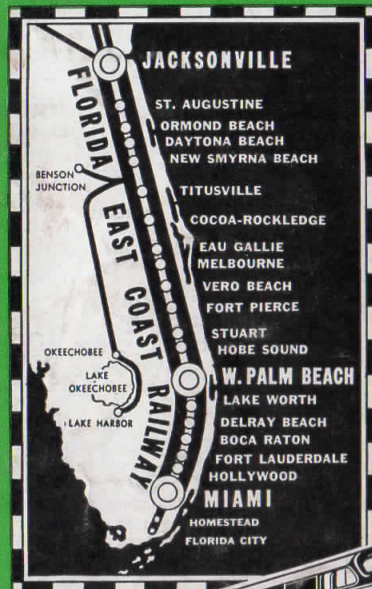 JACKSONVILLE
ST. AUGUSTINE
ORMOND BEACH
DAYTONA BEACH
NEW SMYRNA BEACH
TITUSVILLE
COCOA-ROCKLEDGE
EAU GALLIE
MELBOURNE
VERO BEACH
FORT PIERCE
STUART
HOBE SOUND
W. PALM BEACH
LAKE WORTH
DELRAY BEACH
BOCA RATON
FORT LAUDERDALE
HOLLYWOOD
MIAMI
HOMESTEAD
FLORIDA CITY
FLORIDA EAST COAST RAILWAY
BENSON
JUNCTION
OKEECHOBEE
LAKE
OKEECHOBEE
LAKE HARBOR